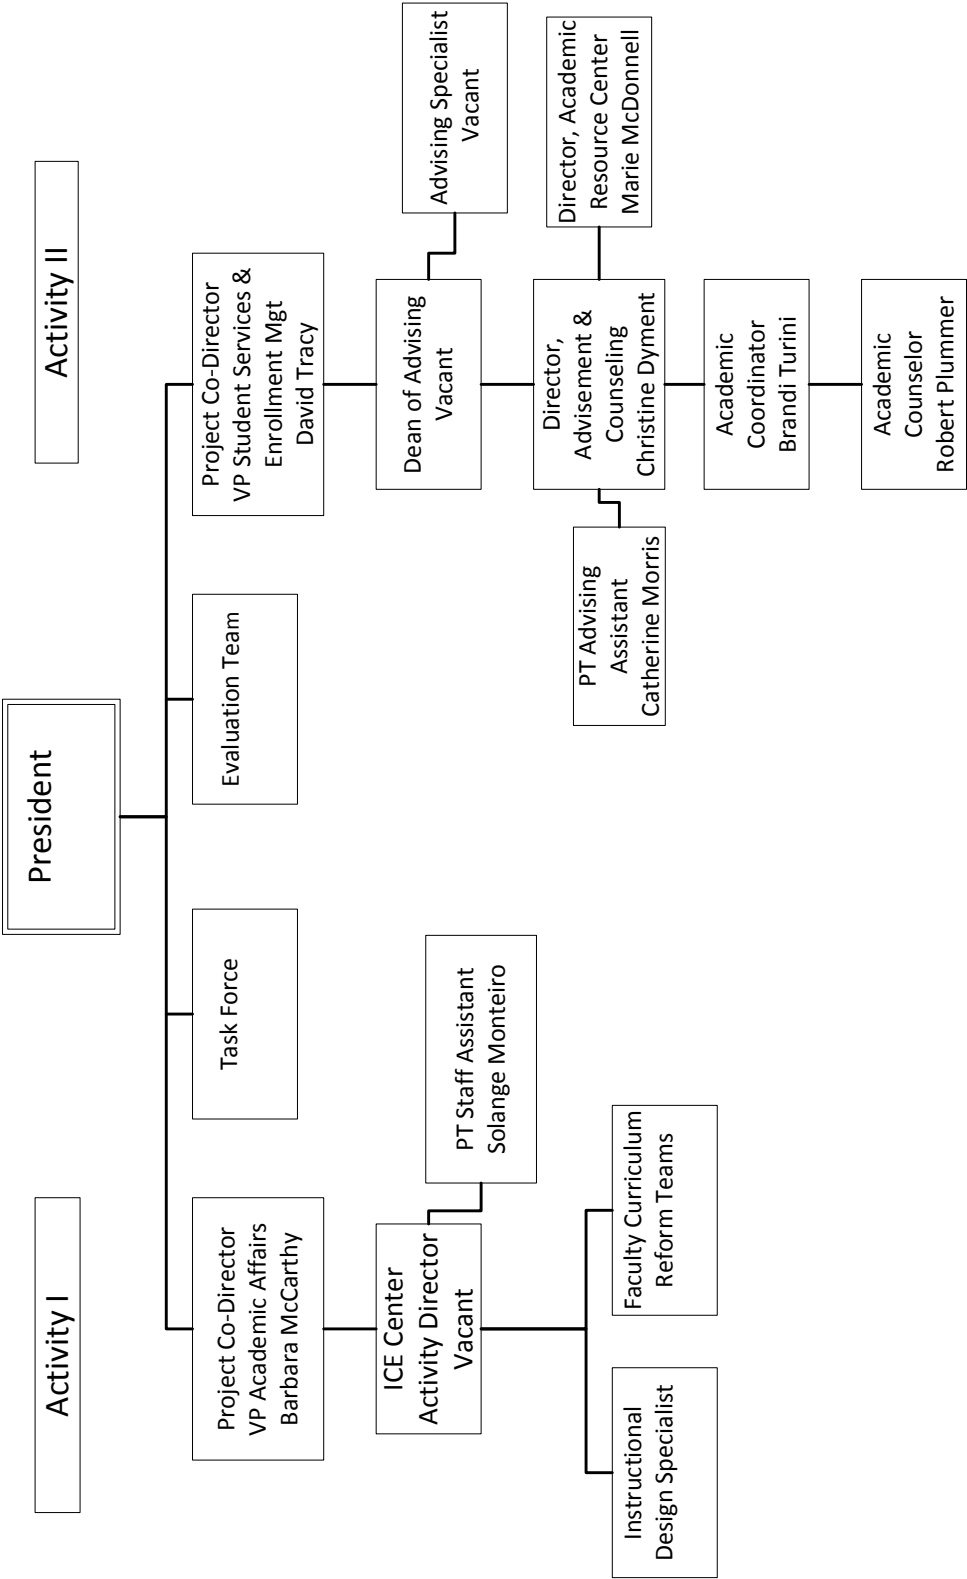 President
Activity I
Activity II
Project Co-Director
VP Academic Affairs
Barbara McCarthy
Task Force
Evaluation Team
Project Co-Director
VP Student Services &
Enrollment Mgt
David Tracy
ICE Center
Activity Director
Vacant
PT Staff Assistant
Solange Monteiro
Instructional
Design Specialist
Faculty Curriculum
Reform Teams
Dean of Advising
Vacant
Advising Specialist
Vacant
Director,
Advisement &
Counseling
Christine Dyment
Director, Academic
Resource Center
Marie McDonnell
PT Advising
Assistant
Catherine Morris
Academic
Coordinator
Brandi Turini
Academic
Counselor
Robert Plummer